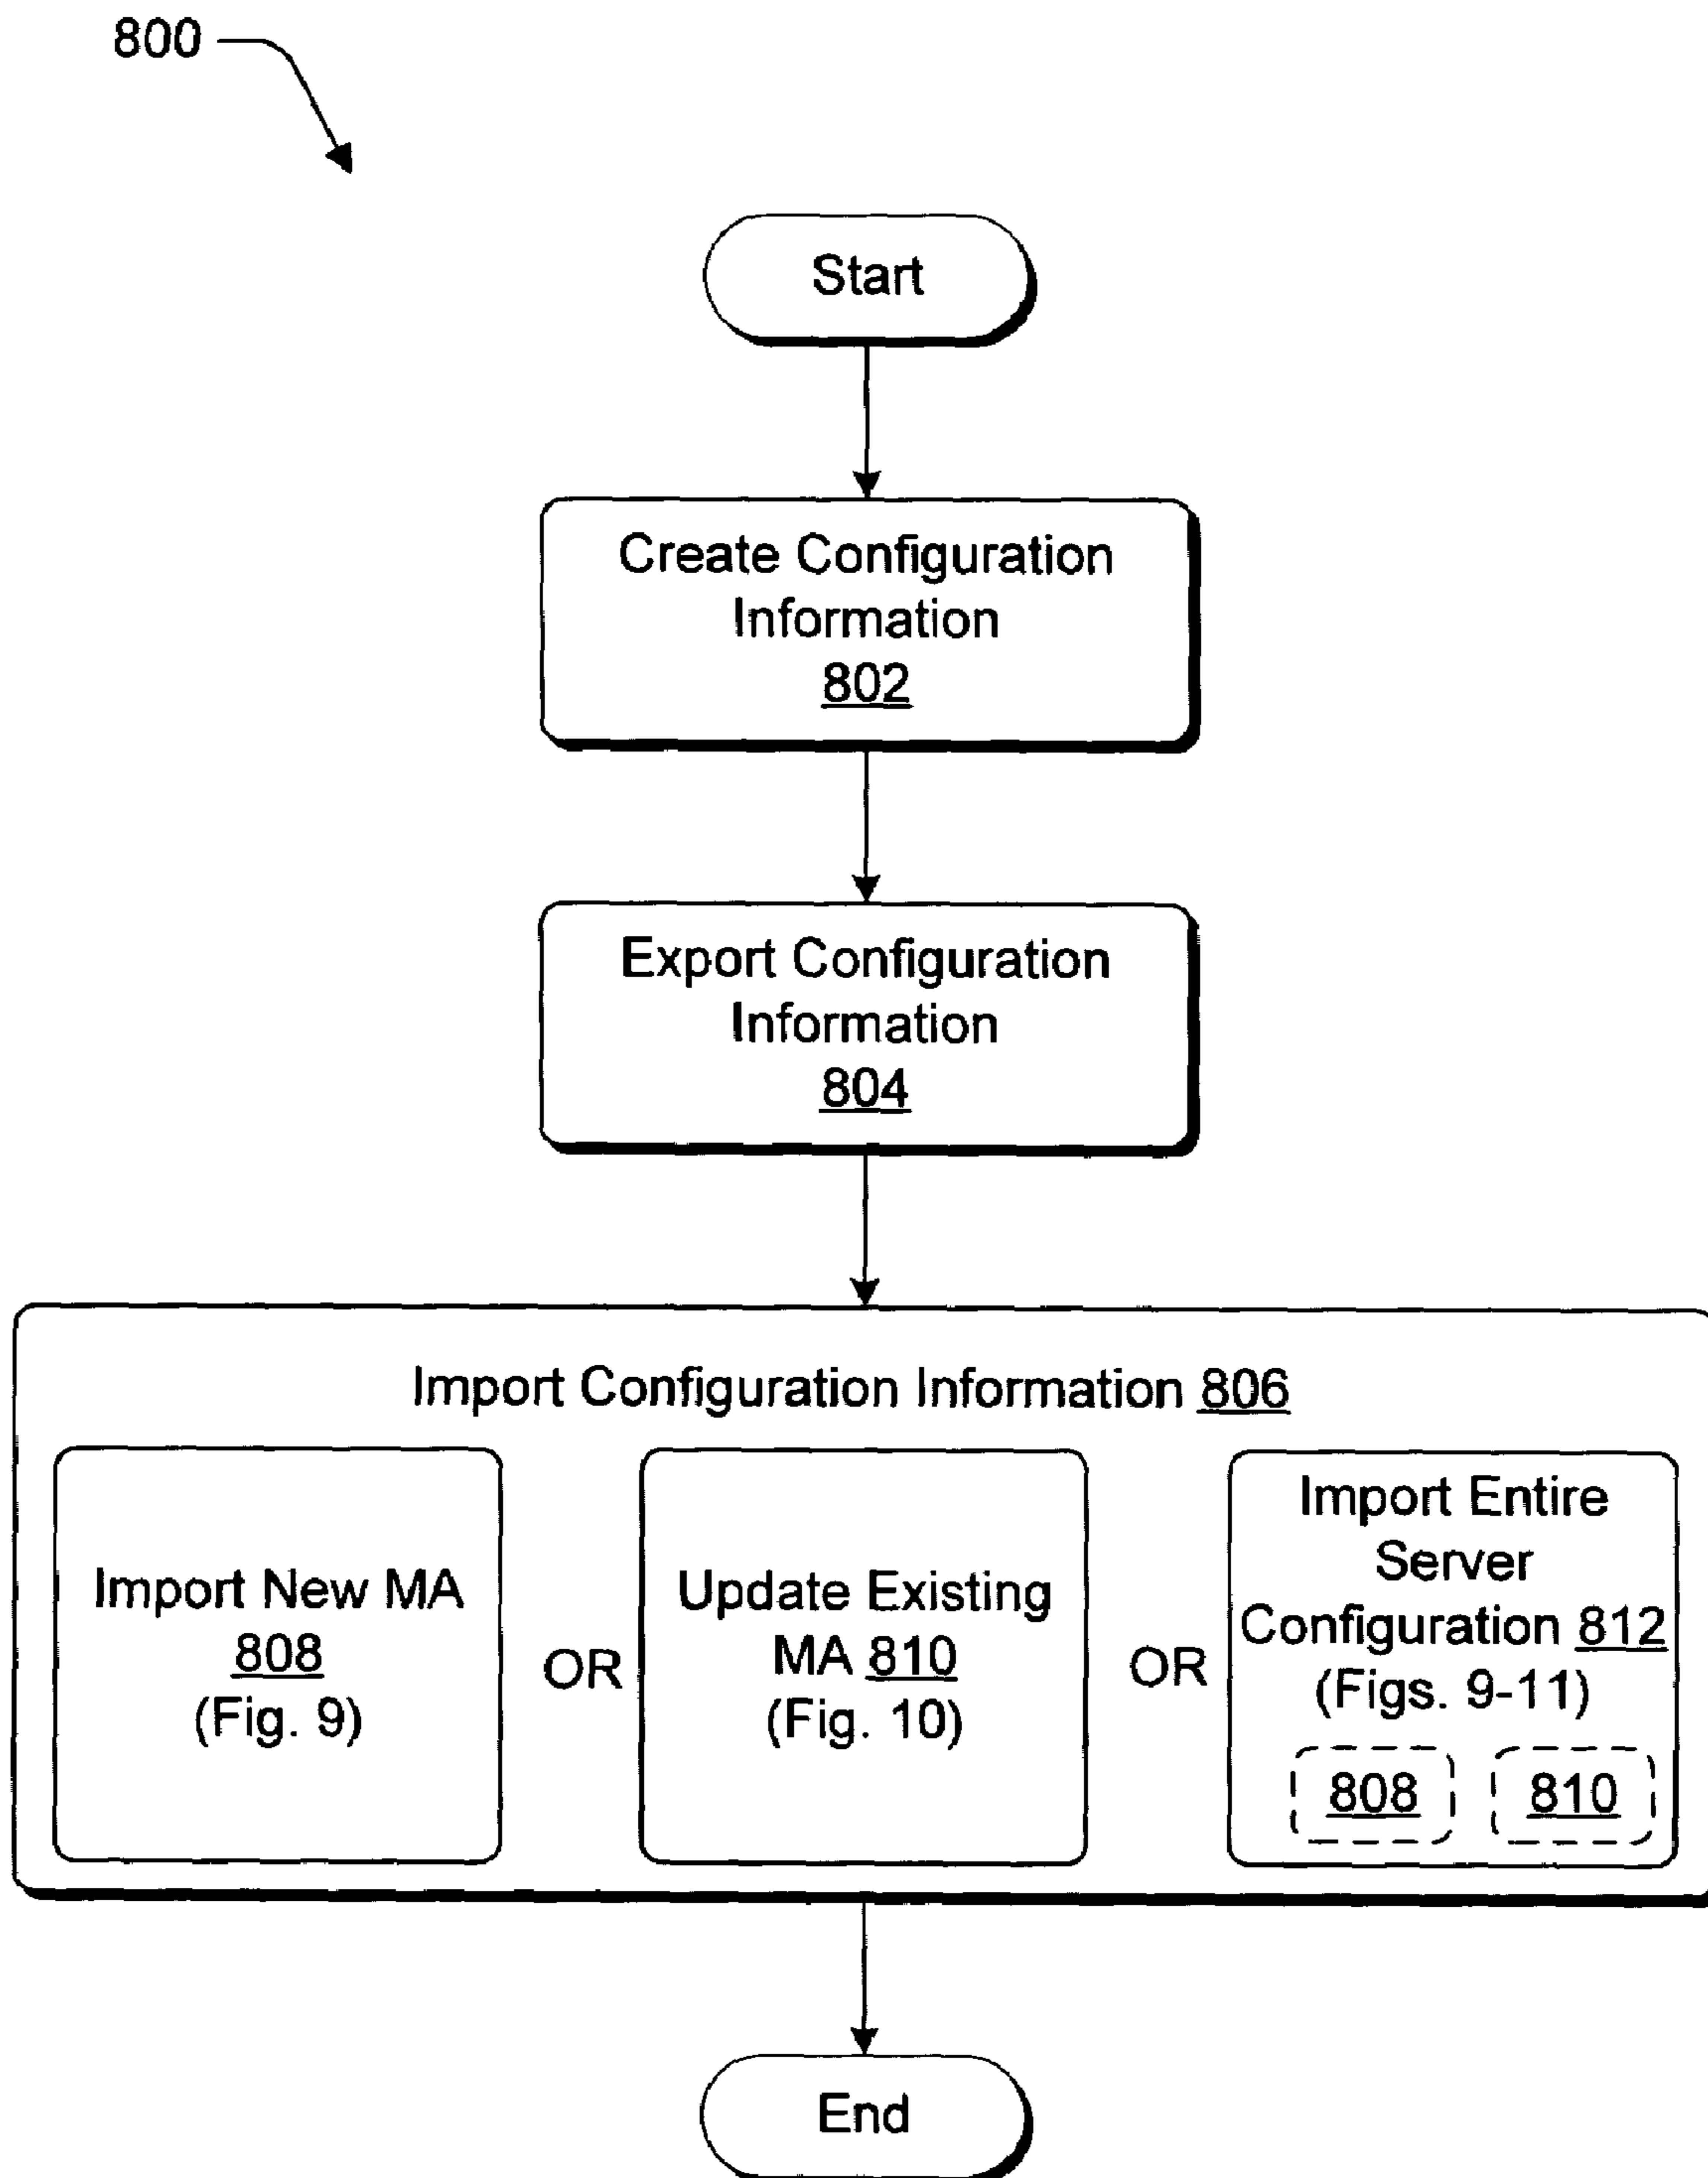 800
Start
Create Configuration
Information
802
Export Configuration
Information
804
Import Configuration Information 806
Import New MA
808
(Fig. 9)
OR
Update Existing
MA 810
(Fig. 10)
OR
Import Entire
Server
Configuration 812
(Figs. 9-11)
808
810
End